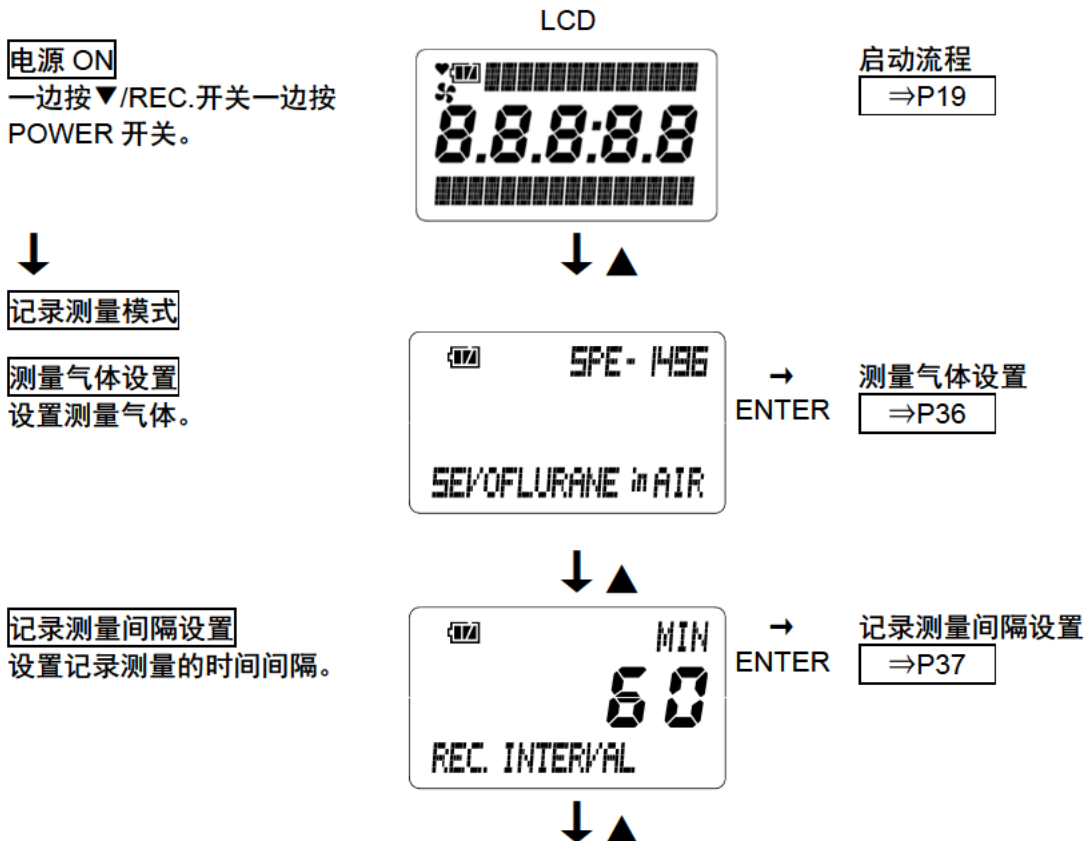 LCD
电源 ON
一边按▼/REC.开关一边按
POWER 开关。
8.8.8:8.8
启动流程
⇒P19
↓
↓ ▲
记录测量模式
测量气体设置
设置测量气体。
SPE-1496
SEVOFLURANE in AIR
→
ENTER
测量气体设置
⇒P36
↓ ▲
记录测量间隔设置
设置记录测量的时间间隔。
MIN
60
REC. INTERVAL
→
ENTER
记录测量间隔设置
⇒P37
↓ ▲